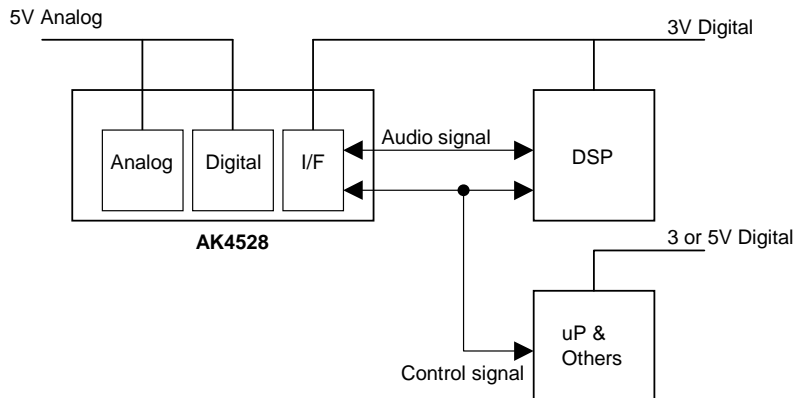 5V Analog
3V Digital
Analog
Digital
I/F
Audio signal
DSP
AK4528
3 or 5V Digital
uP &
Others
Control signal